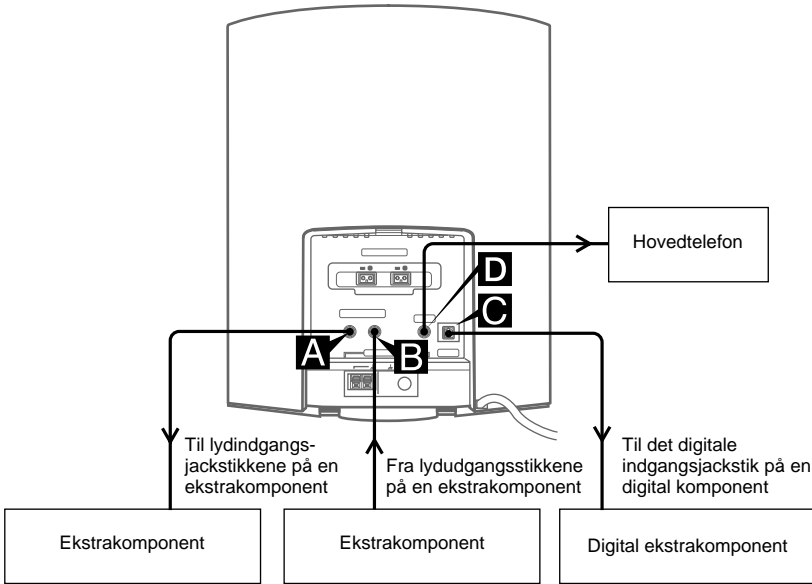 Hovedtelefon
D
C
A
B
Til lydindgangs-
jackstikkene på en
ekstrakomponent
Fra lydudgangsstikkene
på en ekstrakomponent
Til det digitale
indgangsjackstik på en
digital komponent
Ekstrakomponent
Ekstrakomponent
Digital ekstrakomponent